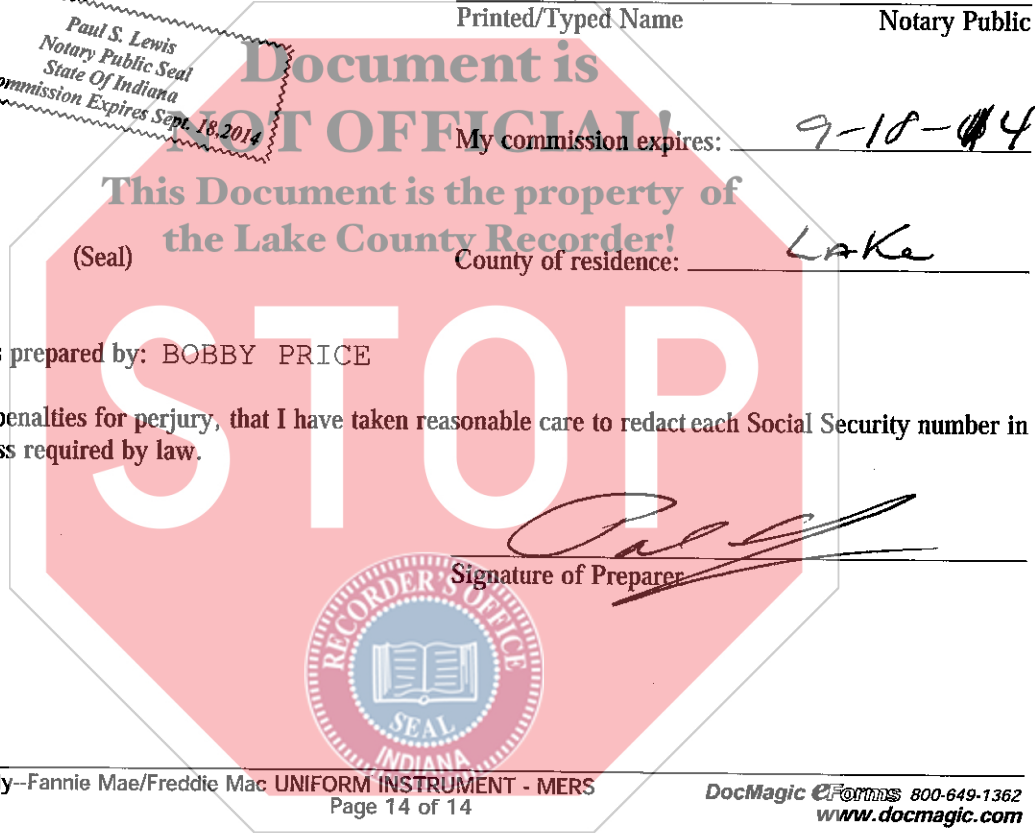 Printed/Typed Name Notary Public
Paul S. Lewis
Notary Public Seal
State Of Indiana
Commission Expires Sept. 18, 2014
Document is
NOT OFFICIAL!
My commission expires: 9-18-14
This Document is the property of
the Lake County Recorder!
(Seal)
County of residence: LAKe
STOP
prepared by: BOBBY PRICE
penalties for perjury, that I have taken reasonable care to redact each Social Security number in
required by law.
Signature of Preparer
RECORDER'S OFFICE
SEAL
INDIANA
Fannie Mae/Freddie Mac UNIFORM INSTRUMENT - MERS
Page 14 of 14
DocMagic eForms 800-649-1362
www.docmagic.com